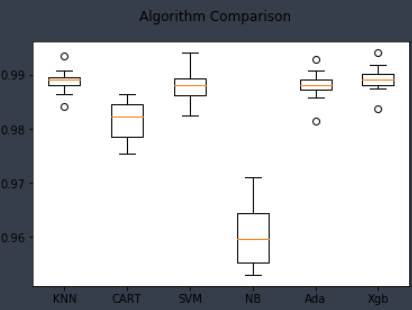 Algorithm Comparison
0.99
0.98
0.97
0.96
KNN CART SVM NB Ada Xgb